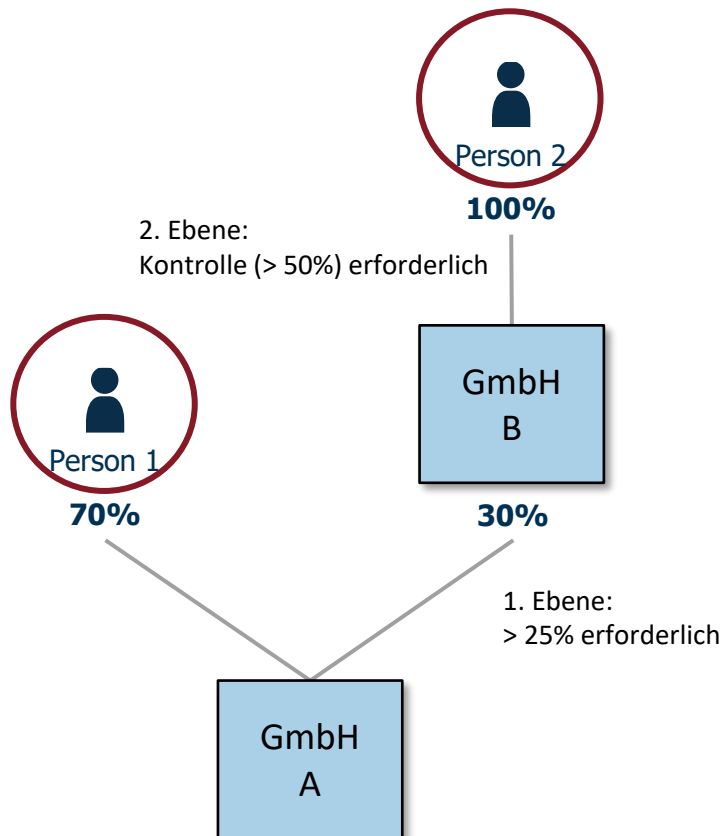 Person 2
100%
2. Ebene:
Kontrolle (> 50%) erforderlich
GmbH
B
Person 1
70%
30%
1. Ebene:
> 25% erforderlich
GmbH
A